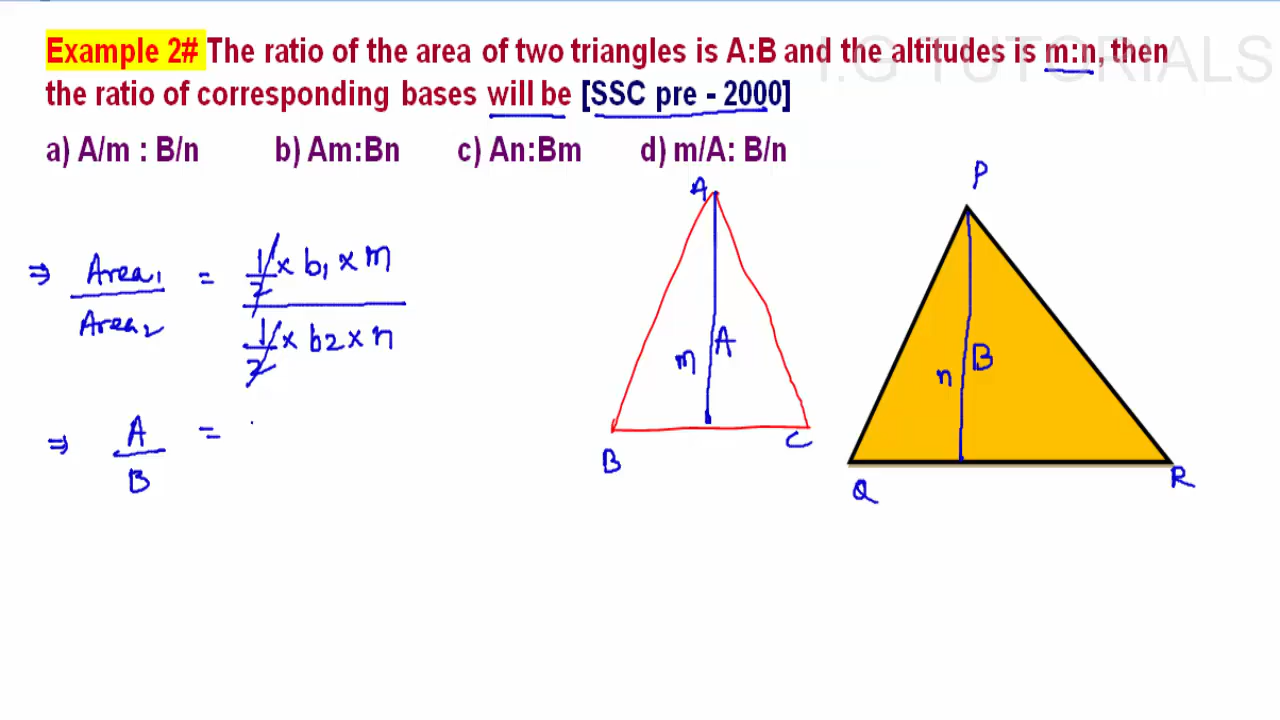 I.G TUTORIALS
Example 2# The ratio of the area of two triangles is A:B and the altitudes is m:n, then
the ratio of corresponding bases will be [SSC pre - 2000]
a) A/m : B/n b) Am:Bn c) An:Bm d) m/A: B/n
A
P
⇒ Area₁ = 1/2 × b₁ × m
Area₂ 1/2 × b2 × n
m A
n B
⇒ A =
B
B C
Q R